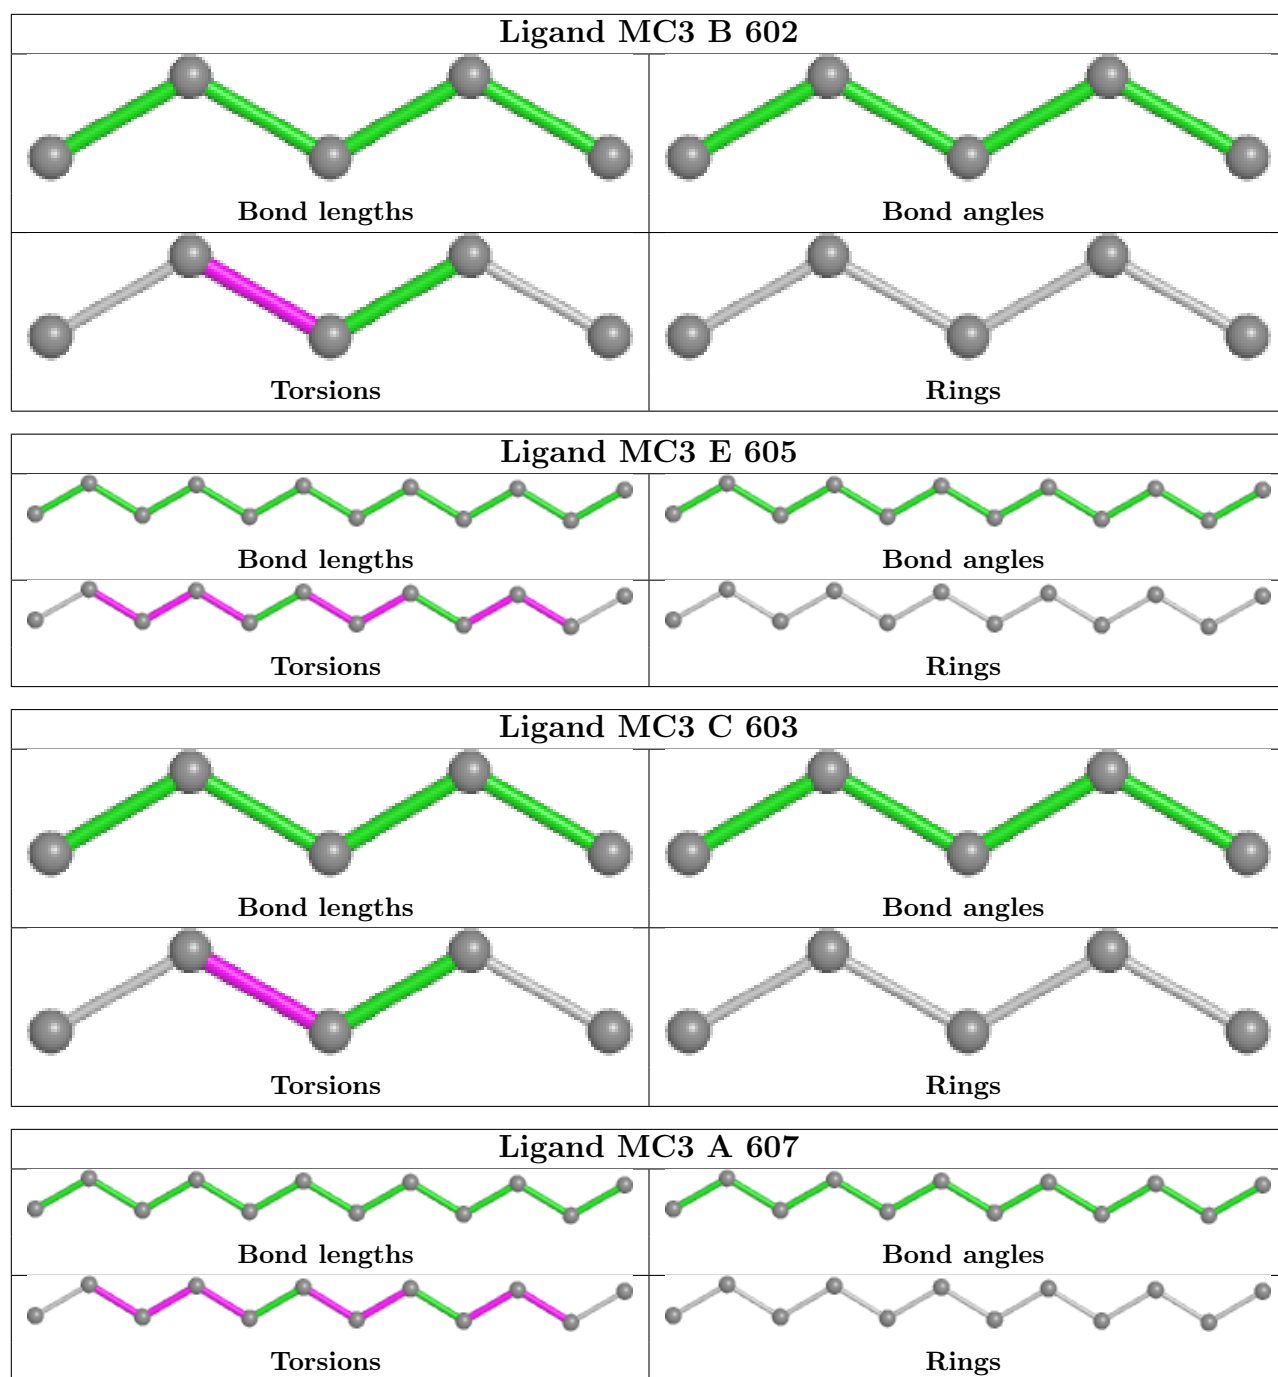 Ligand MC3 B 602
Bond lengths
Bond angles
Torsions
Rings
Ligand MC3 E 605
Bond lengths
Bond angles
Torsions
Rings
Ligand MC3 C 603
Bond lengths
Bond angles
Torsions
Rings
Ligand MC3 A 607
Bond lengths
Bond angles
Torsions
Rings